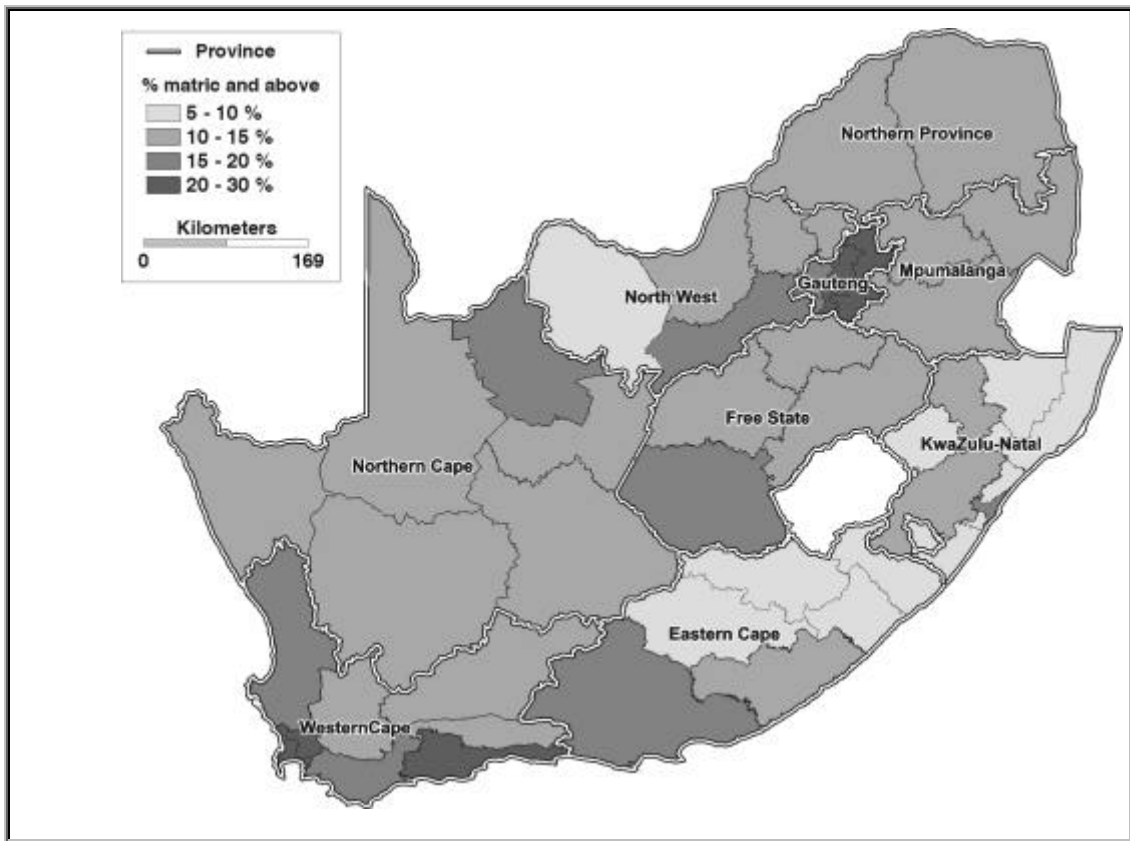 Province
% matric and above
5 - 10 %
10 - 15 %
15 - 20 %
20 - 30 %
Kilometers
0 169
Northern Province
Mpumalanga
Gauteng
North West
Free State
KwaZulu-Natal
Northern Cape
Eastern Cape
WesternCape